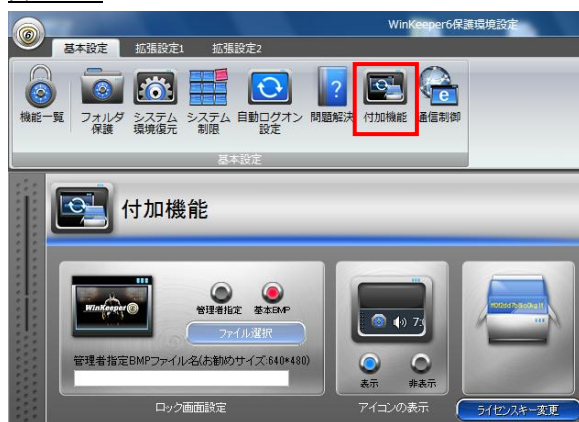 WinKeeper6保護環境設定
基本設定 拡張設定1 拡張設定2
機能一覧 フォルダ保護 システム環境復元 システム制限 自動ログオン設定 問題解決 付加機能 通信制御
基本設定
付加機能
WinKeeper 6
管理者指定 基本BMP
ファイル選択
管理者指定BMPファイル名(お勧めサイズ:640*480)
7:
表示 非表示
ロック画面設定 アイコンの表示 ライセンスキー変更